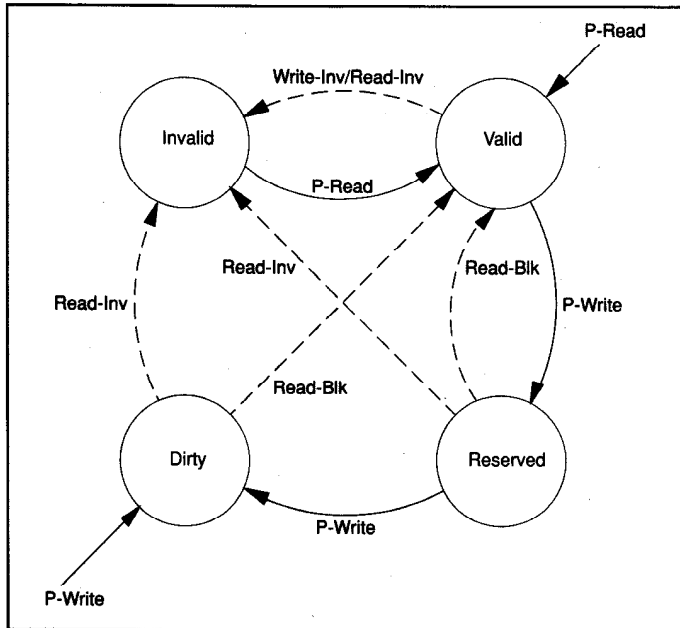 P-Read
Write-Inv/Read-Inv
Invalid
Valid
P-Read
Read-Inv
Read-Blk
Read-Inv
P-Write
Read-Blk
Dirty
Reserved
P-Write
P-Write